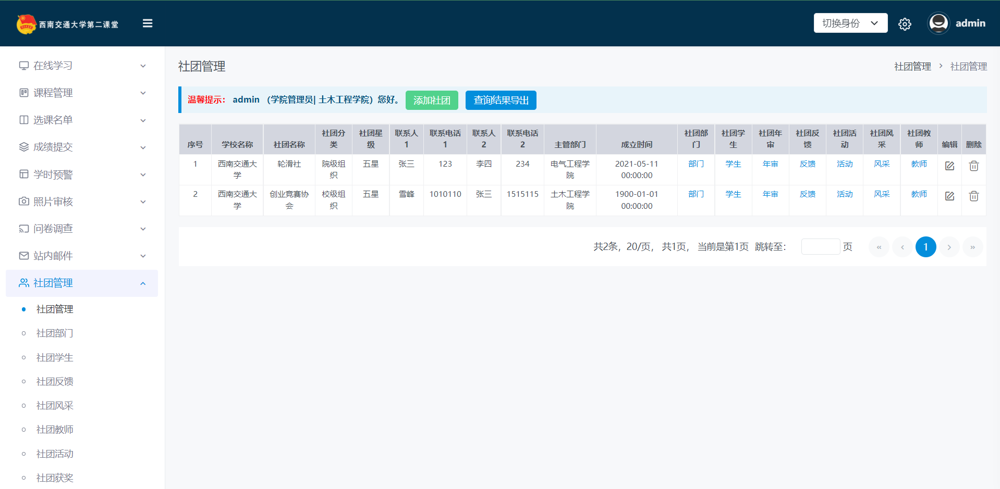 西南交通大学第二课堂
切换身份
admin
在线学习
课程管理
选课名单
成绩提交
学时预警
照片审核
问卷调查
站内邮件
社团管理
社团管理
社团部门
社团学生
社团反馈
社团风采
社团教师
社团活动
社团获奖
社团管理
社团管理 > 社团管理
温馨提示： admin （学院管理员| 土木工程学院）您好。 添加社团 查询结果导出
序号 学校名称 社团名称 社团分类 社团星级 联系人1 联系电话1 联系人2 联系电话2 主管部门 成立时间 社团部门 社团学生 社团年审 社团反馈 社团活动 社团风采 社团教师 编辑 删除
1 西南交通大学 轮滑社 院级组织 五星 张三 123 李四 234 电气工程学院 2021-05-11 00:00:00 部门 学生 年审 反馈 活动 风采 教师
2 西南交通大学 创业竞赛协会 校级组织 五星 雪峰 1010110 张三 1515115 土木工程学院 1900-01-01 00:00:00 部门 学生 年审 反馈 活动 风采 教师
共2条，20/页， 共1页， 当前是第1页 跳转至： 页 « ‹ 1 › »